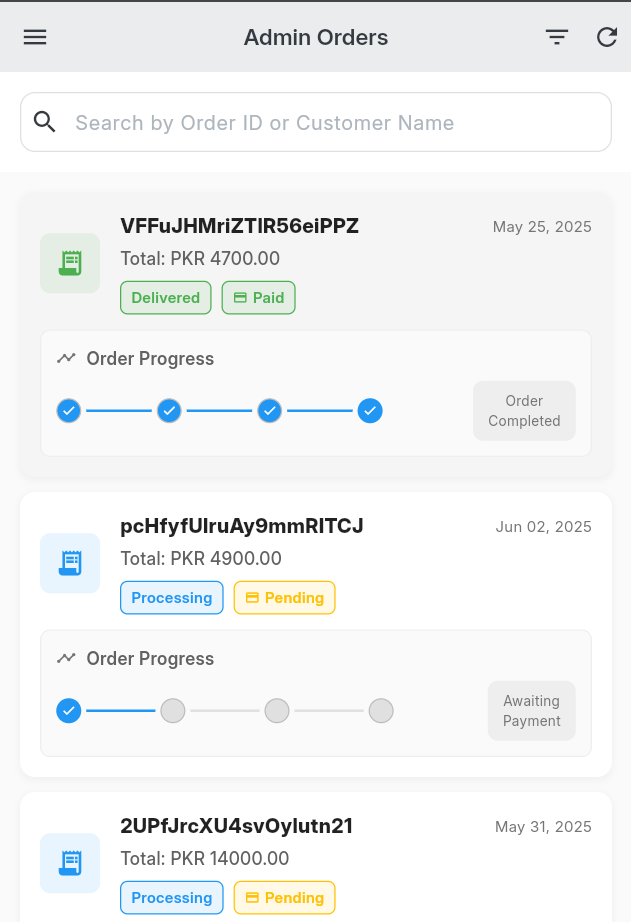 Admin Orders
Search by Order ID or Customer Name
VFFuJHMriZTlR56eiPPZ
May 25, 2025
Total: PKR 4700.00
Delivered
Paid
Order Progress
Order
Completed
pcHfyfUlruAy9mmRlTCJ
Jun 02, 2025
Total: PKR 4900.00
Processing
Pending
Order Progress
Awaiting
Payment
2UPfJrcXU4svOylutn21
May 31, 2025
Total: PKR 14000.00
Processing
Pending